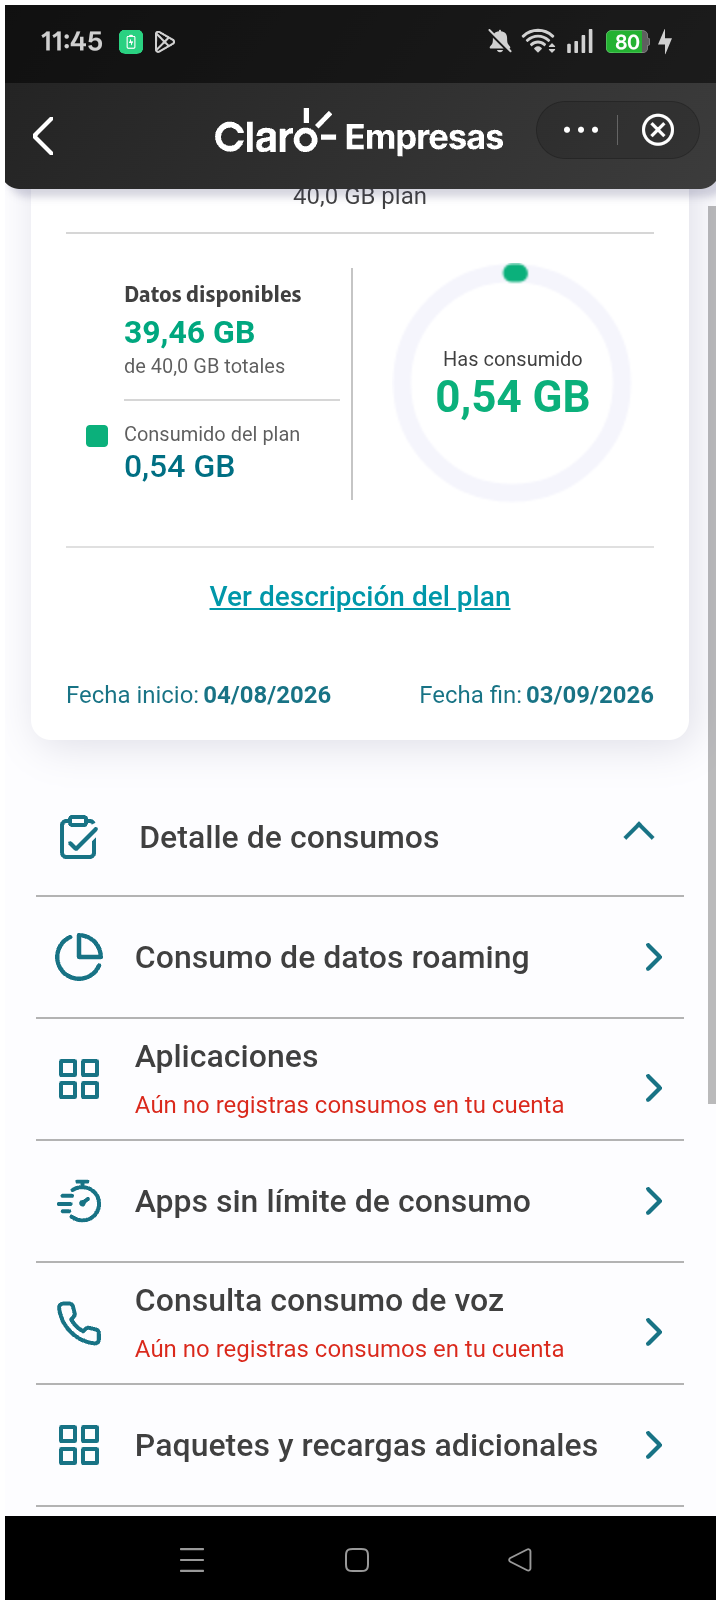 11:45
80
Claro Empresas
40,0 GB plan
Datos disponibles
39,46 GB
de 40,0 GB totales
Consumido del plan
0,54 GB
Has consumido
0,54 GB
Ver descripción del plan
Fecha inicio: 04/08/2026
Fecha fin: 03/09/2026
Detalle de consumos
Consumo de datos roaming
Aplicaciones
Aún no registras consumos en tu cuenta
Apps sin límite de consumo
Consulta consumo de voz
Aún no registras consumos en tu cuenta
Paquetes y recargas adicionales